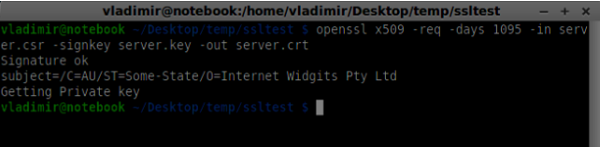 vladimir@notebook:/home/vladimir/Desktop/temp/ssltest
vladimir@notebook ~/Desktop/temp/ssltest $ openssl x509 -req -days 1095 -in serv
er.csr -signkey server.key -out server.crt
Signature ok
subject=/C=AU/ST=Some-State/O=Internet Widgits Pty Ltd
Getting Private key
vladimir@notebook ~/Desktop/temp/ssltest $